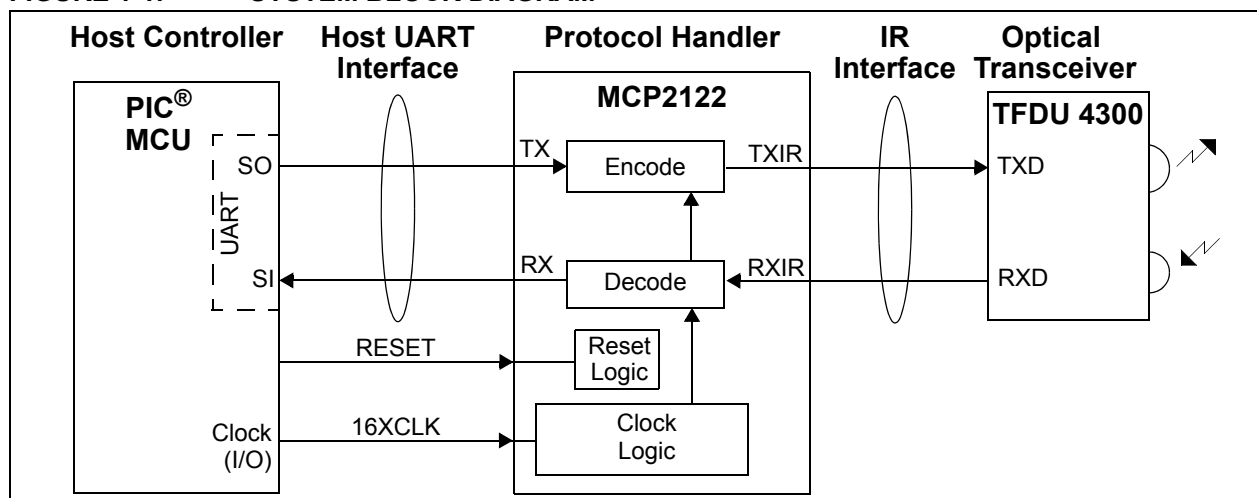 Host Controller
Host UART
Interface
Protocol Handler
IR
Interface
Optical
Transceiver
PIC®
MCU
UART
SO
SI
Clock
(I/O)
TX
RX
RESET
16XCLK
MCP2122
Encode
Decode
Reset
Logic
Clock
Logic
TXIR
RXIR
TFDU 4300
TXD
RXD